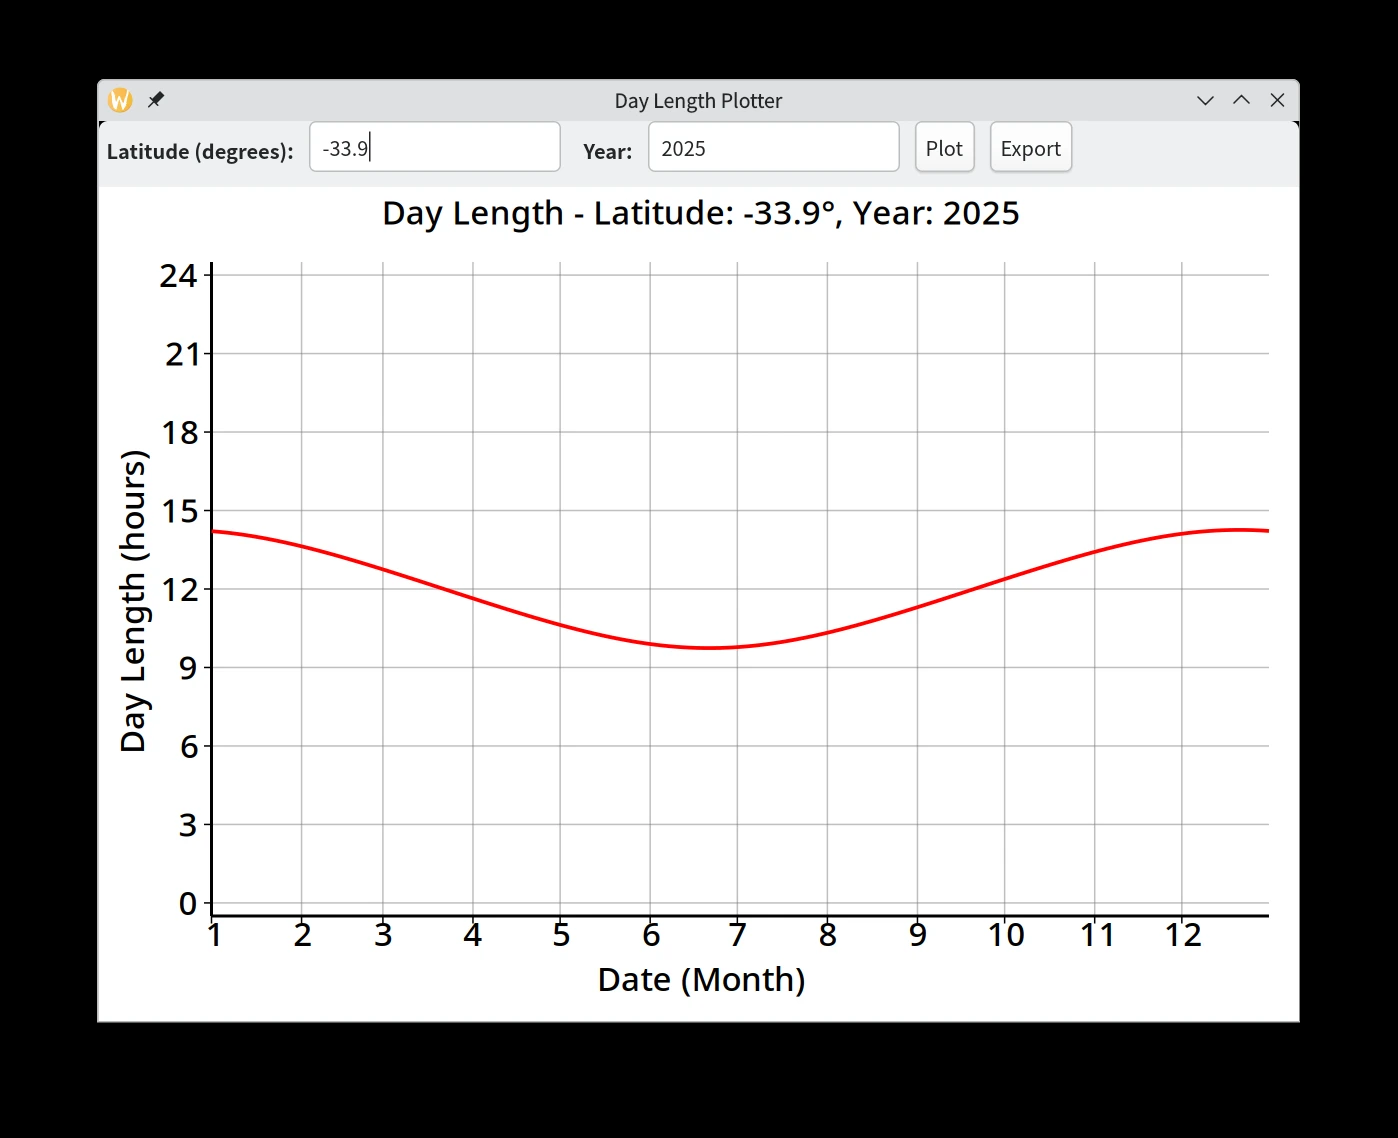 W
Day Length Plotter
Latitude (degrees): -33.9 Year: 2025 Plot Export
Day Length - Latitude: -33.9°, Year: 2025
24
21
18
15
12
9
6
3
0
Day Length (hours)
1 2 3 4 5 6 7 8 9 10 11 12
Date (Month)